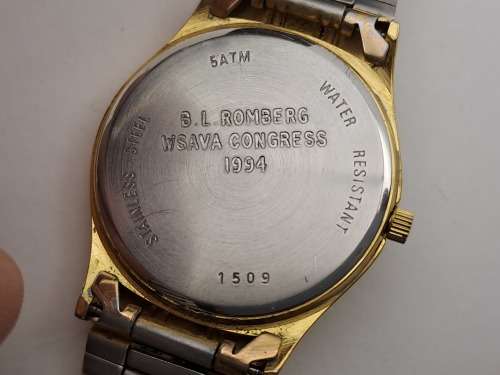 5ATM
B.L.ROMBERG
WSAVA CONGRESS
1994
WATER RESISTANT
STAINLESS STEEL
1509